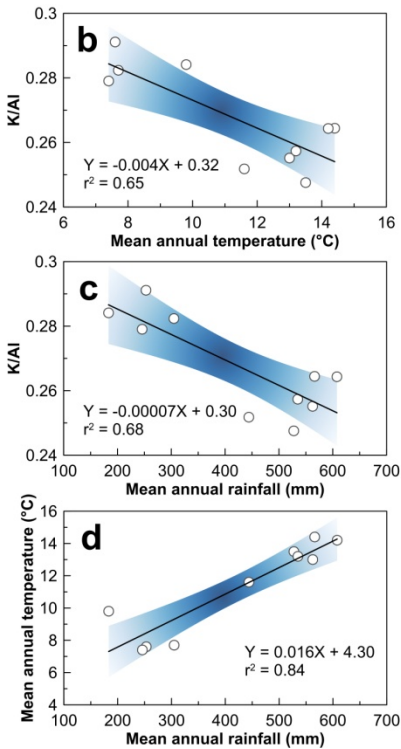 0.3
b
0.28
K/Al
0.26
Y = -0.004X + 0.32
r² = 0.65
0.24
6 8 10 12 14 16
Mean annual temperature (°C)
0.3
c
0.28
K/Al
0.26
Y = -0.00007X + 0.30
r² = 0.68
0.24
100 200 300 400 500 600 700
Mean annual rainfall (mm)
16
d
14
12
Mean annual temperature (°C)
10
8
6
Y = 0.016X + 4.30
r² = 0.84
4
100 200 300 400 500 600 700
Mean annual rainfall (mm)